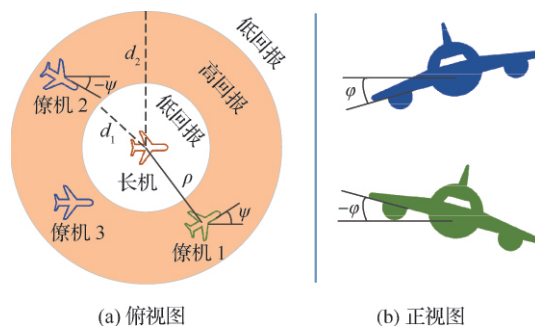 低回报
高回报
低回报
d₂
-ψ
僚机 2
d₁
长机
ρ
ψ
僚机 3
僚机 1
φ
-φ
(a) 俯视图
(b) 正视图